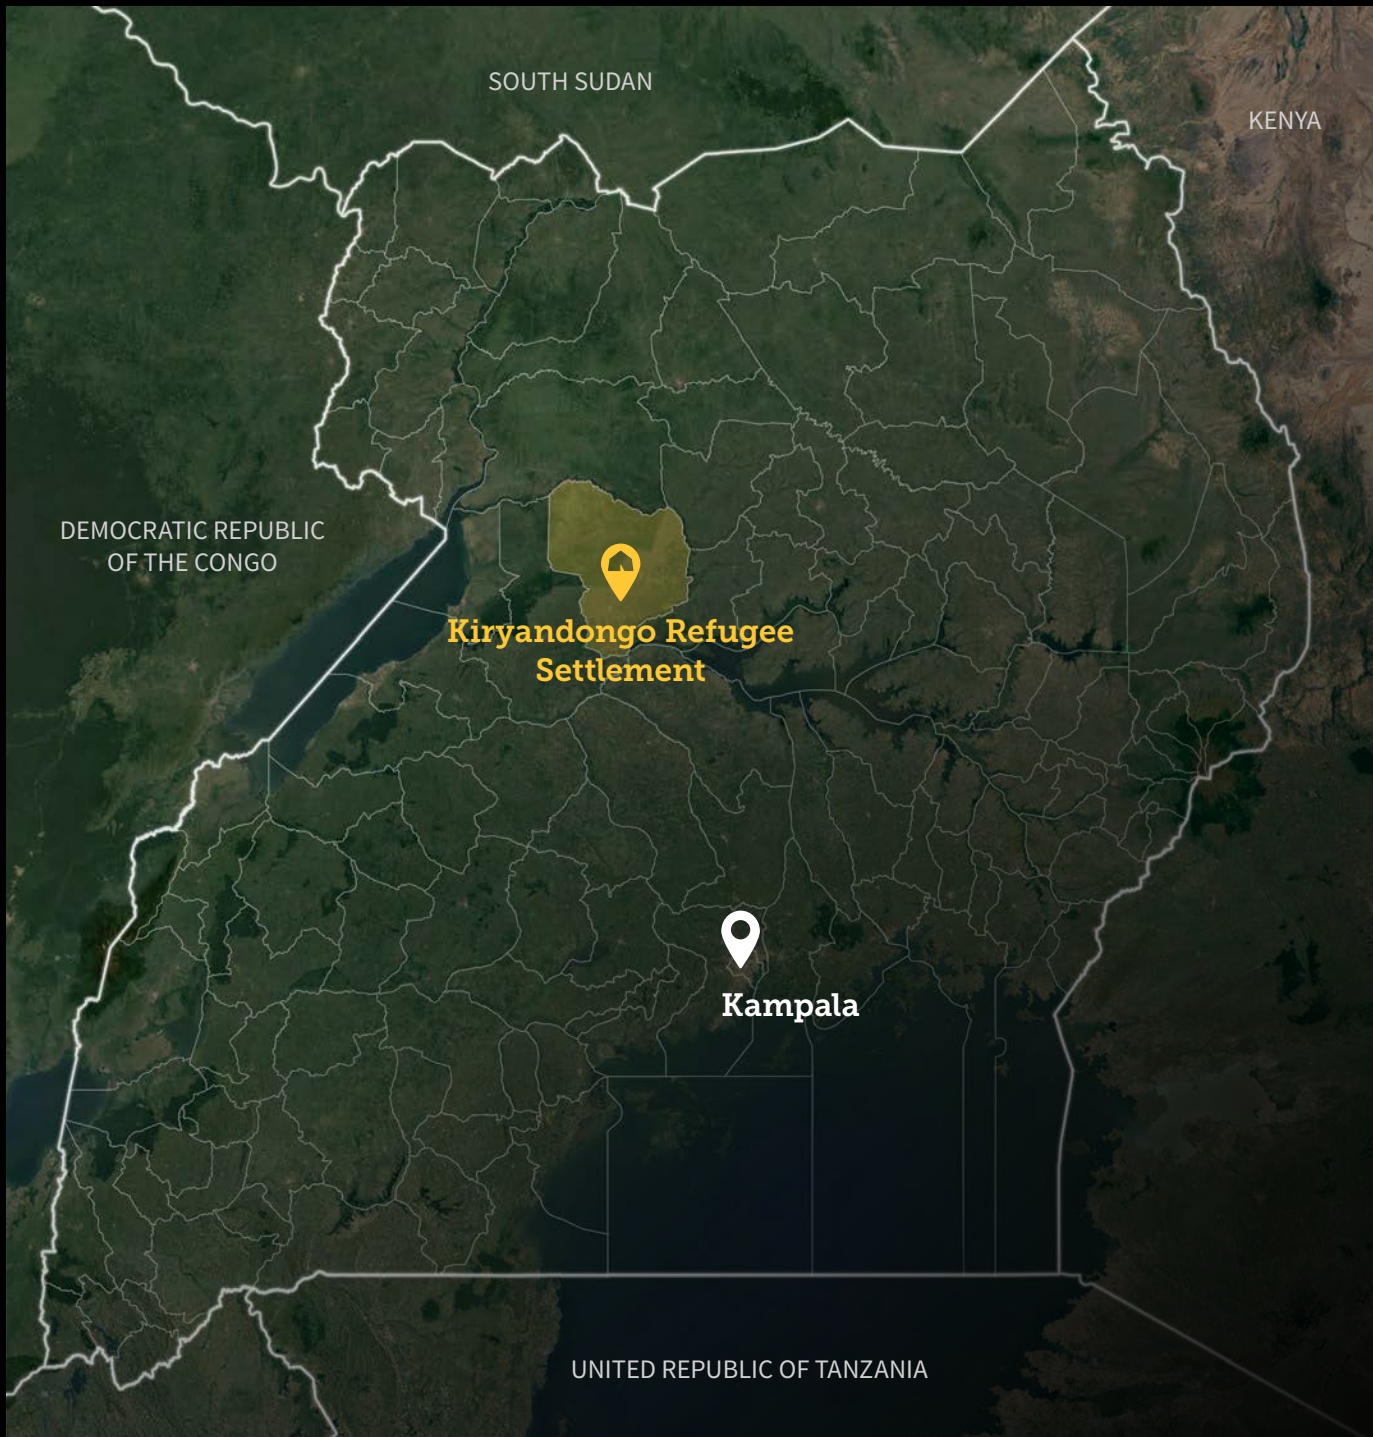 SOUTH SUDAN
KENYA
DEMOCRATIC REPUBLIC
OF THE CONGO
Kiryandongo Refugee
Settlement
Kampala
UNITED REPUBLIC OF TANZANIA